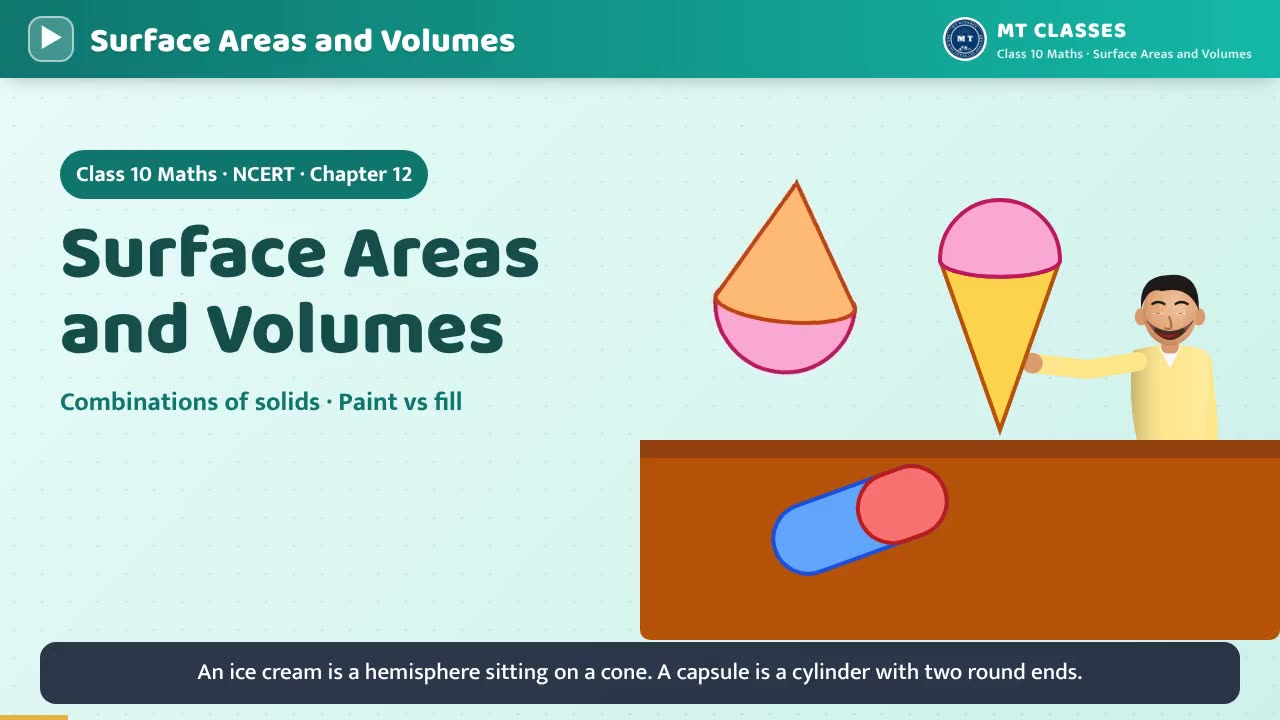 Surface Areas and Volumes
MT
MT CLASSES
Class 10 Maths · Surface Areas and Volumes
Class 10 Maths · NCERT · Chapter 12
Surface Areas
and Volumes
Combinations of solids · Paint vs fill
An ice cream is a hemisphere sitting on a cone. A capsule is a cylinder with two round ends.